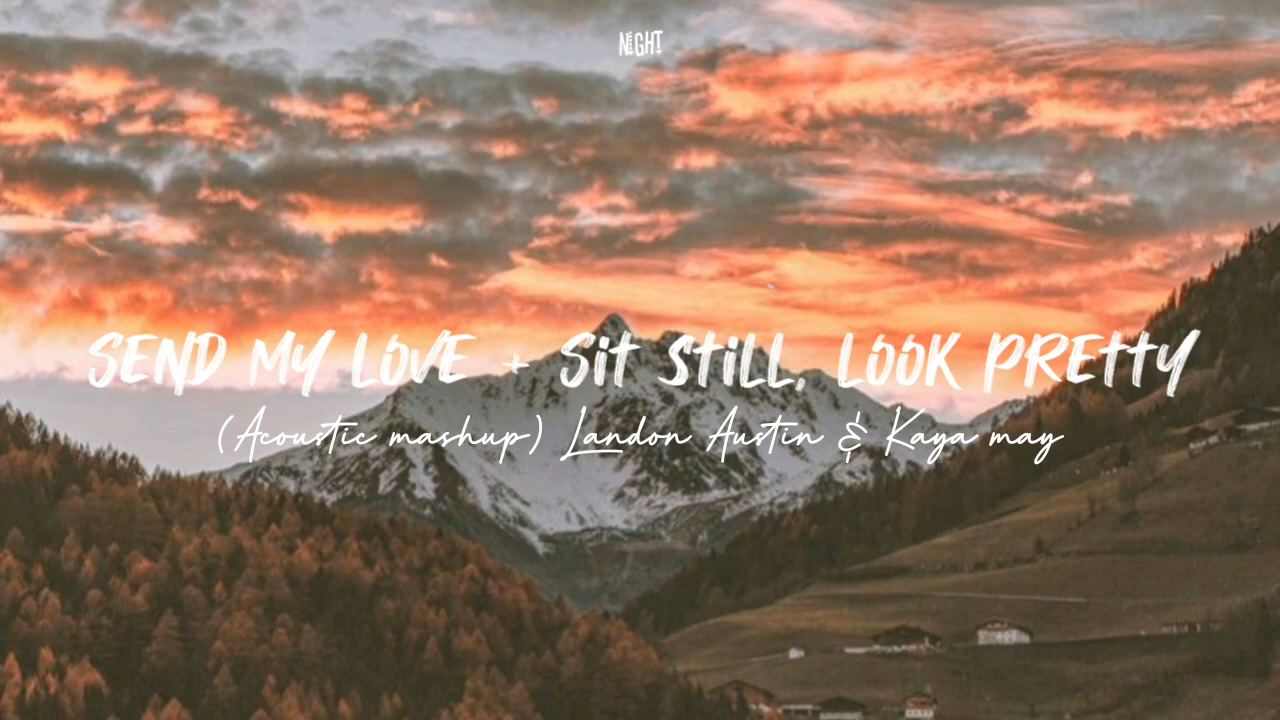 NIGHT
SEND MY LOVE + Sit StiLL, LOOK PREttY
(Acoustic mashup) Landon Austin & Kaya may